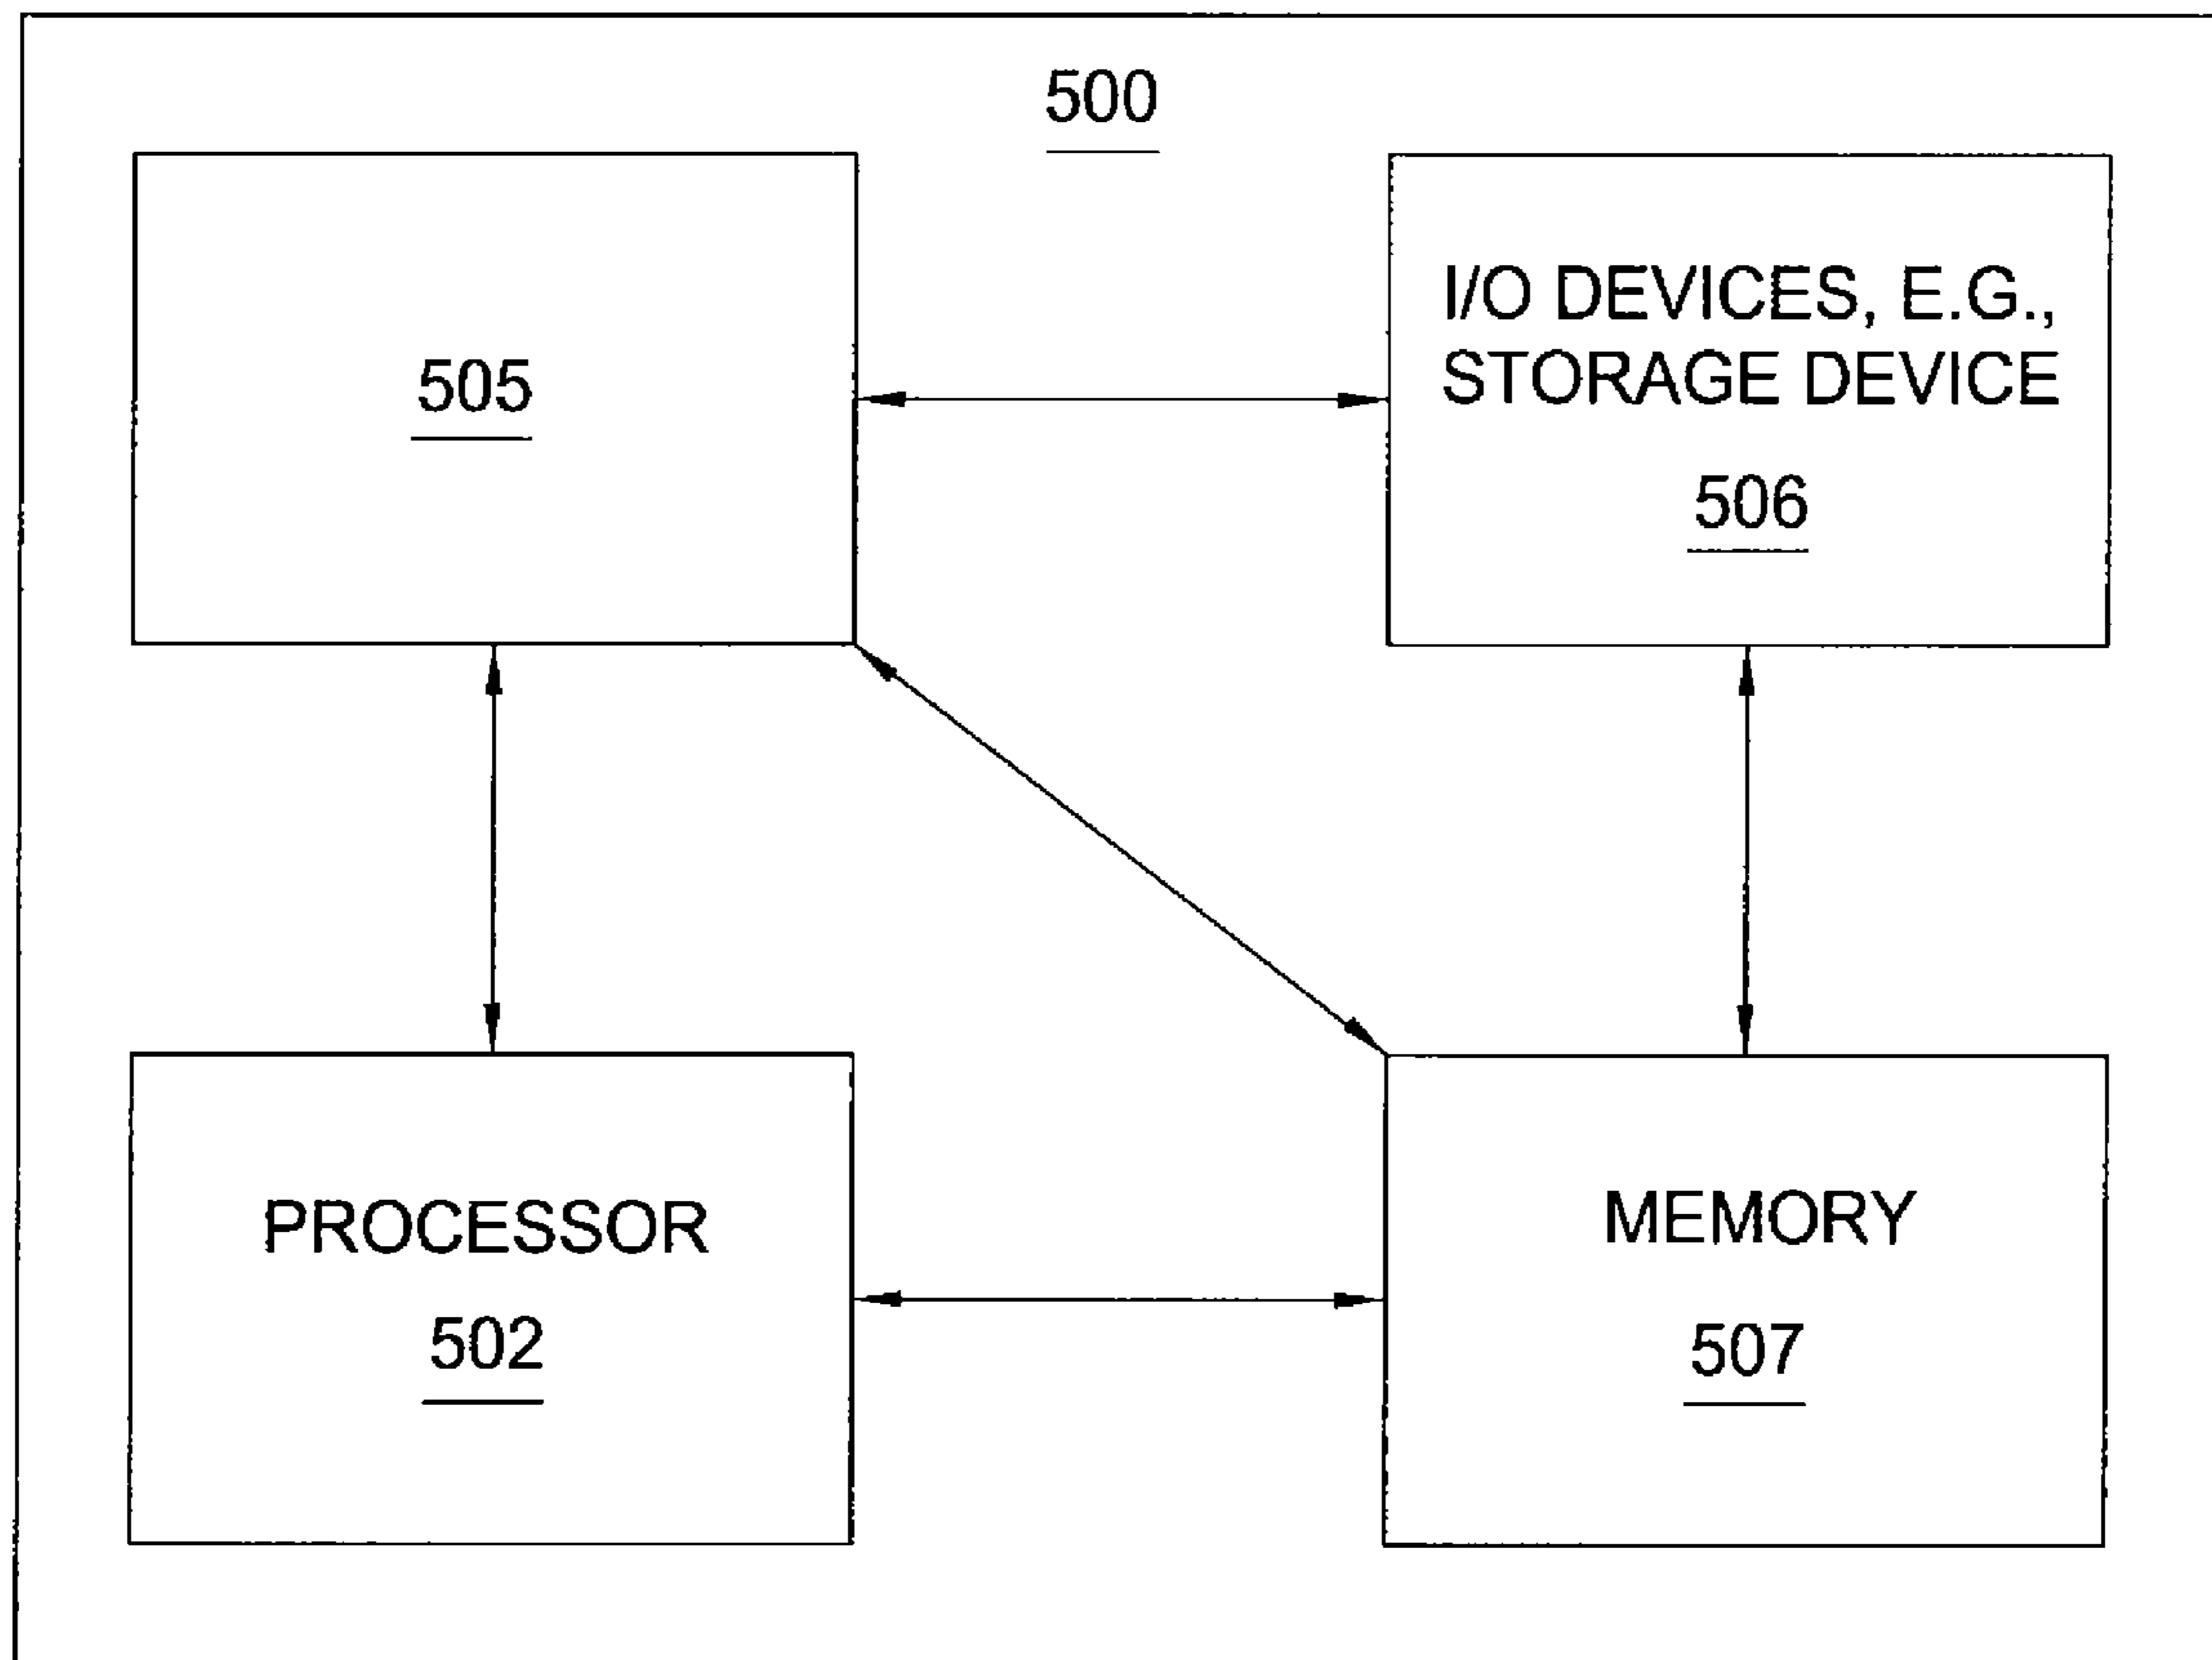 500
505
I/O DEVICES, E.G.,
STORAGE DEVICE
506
PROCESSOR
502
MEMORY
507